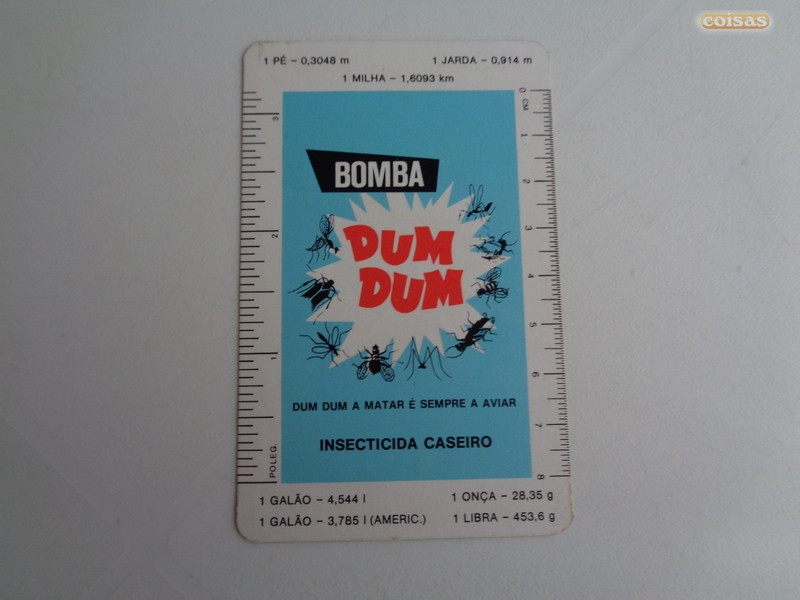 coisas
1 PÉ – 0,3048 m 1 JARDA – 0,914 m
1 MILHA – 1,6093 km
0 CM 1 2 3 4 5 6 7 8
3 2 1 POLEG.
BOMBA
DUM
DUM
DUM DUM A MATAR É SEMPRE A AVIAR
INSECTICIDA CASEIRO
1 GALÃO – 4,544 l 1 ONÇA – 28,35 g
1 GALÃO – 3,785 l (AMERIC.) 1 LIBRA – 453,6 g